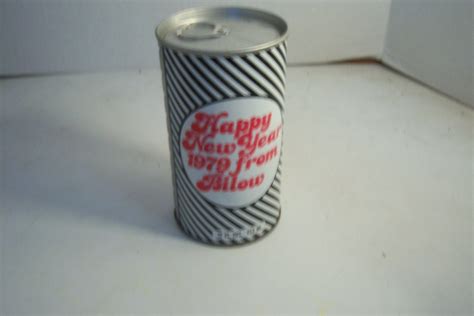 Happy
New Year
1979 from
Bilow